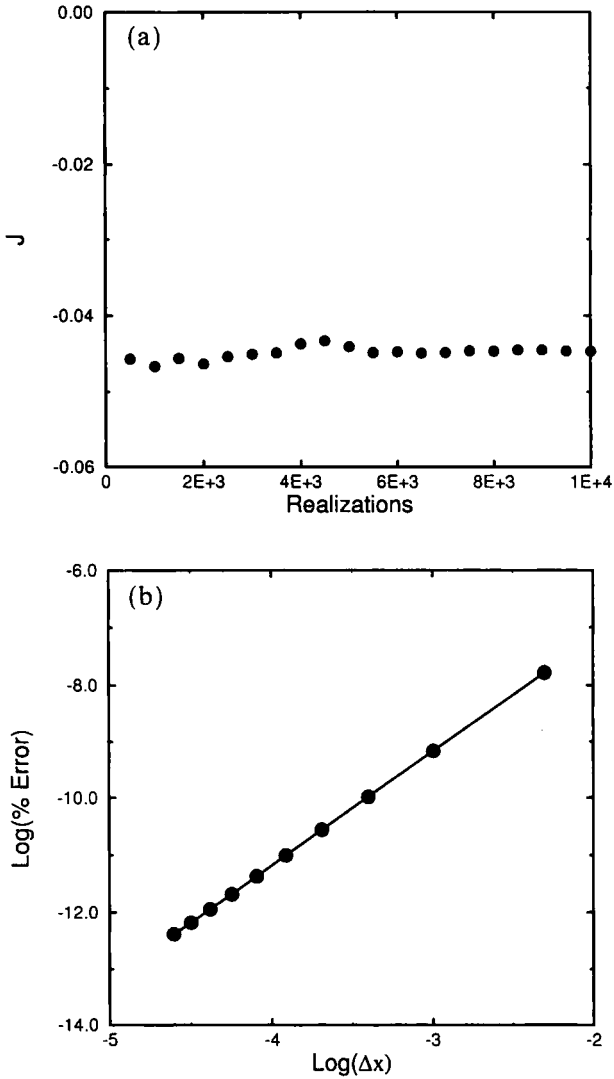 0.00
(a)
-0.02
J
-0.04
-0.06
0 2E+3 4E+3 6E+3 8E+3 1E+4
Realizations
-6.0
(b)
-8.0
Log(% Error)
-10.0
-12.0
-14.0
-5 -4 -3 -2
Log(Δx)